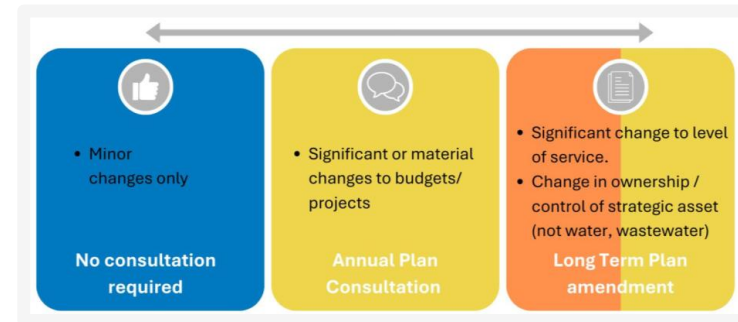 • Minor
changes only
No consultation
required
• Significant or material
changes to budgets/
projects
Annual Plan
Consultation
• Significant change to level
of service.
• Change in ownership /
control of strategic asset
(not water, wastewater)
Long Term Plan
amendment